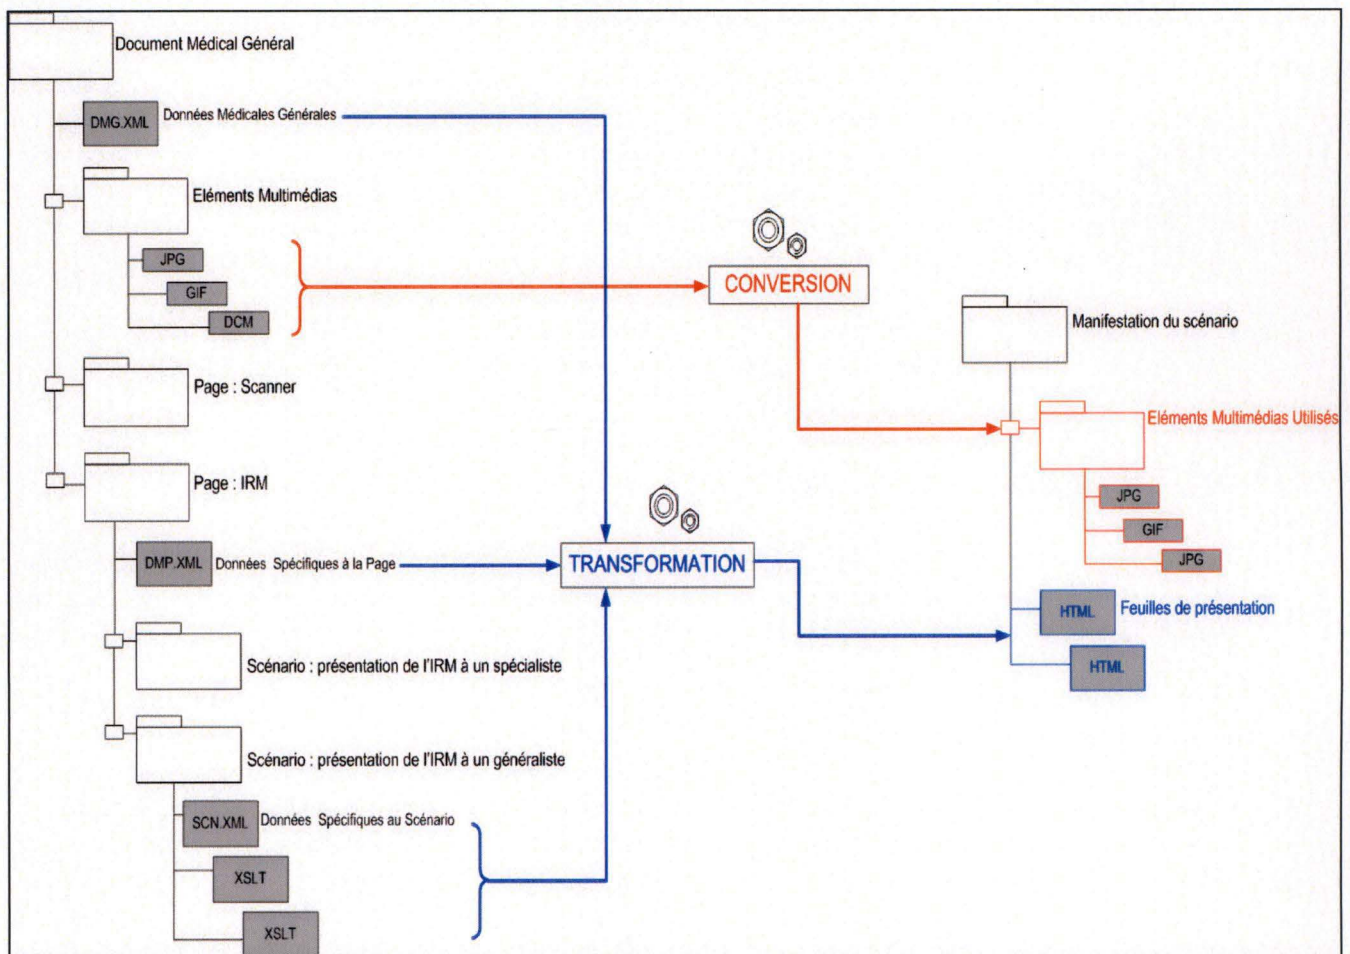 Document Médical Général
DMG.XML
Données Médicales Générales
Eléments Multimédias
JPG
GIF
DCM
CONVERSION
Manifestation du scénario
Page : Scanner
Eléments Multimédias Utilisés
Page : IRM
JPG
GIF
JPG
DMP.XML
Données Spécifiques à la Page
TRANSFORMATION
HTML
Feuilles de présentation
HTML
Scénario : présentation de l'IRM à un spécialiste
Scénario : présentation de l'IRM à un généraliste
SCN.XML
Données Spécifiques au Scénario
XSLT
XSLT